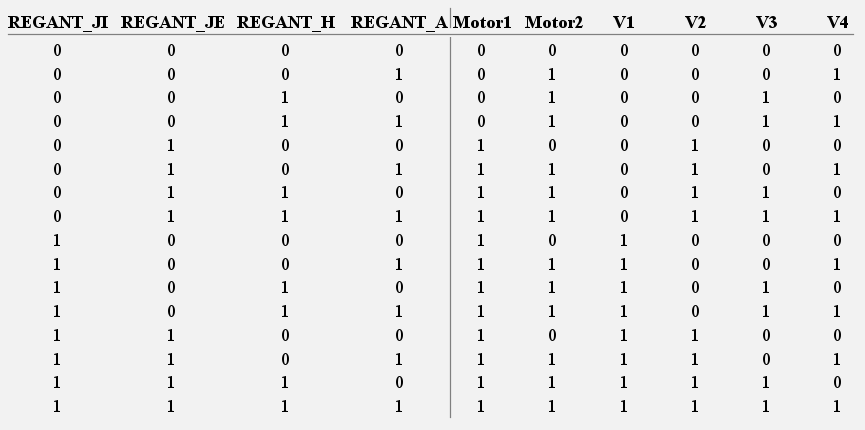 REGANT_JI REGANT_JE REGANT_H REGANT_A Motor1 Motor2 V1 V2 V3 V4
0 0 0 0 0 0 0 0 0 0
0 0 0 1 0 1 0 0 0 1
0 0 1 0 0 1 0 0 1 0
0 0 1 1 0 1 0 0 1 1
0 1 0 0 1 0 0 1 0 0
0 1 0 1 1 1 0 1 0 1
0 1 1 0 1 1 0 1 1 0
0 1 1 1 1 1 0 1 1 1
1 0 0 0 1 0 1 0 0 0
1 0 0 1 1 1 1 0 0 1
1 0 1 0 1 1 1 0 1 0
1 0 1 1 1 1 1 0 1 1
1 1 0 0 1 0 1 1 0 0
1 1 0 1 1 1 1 1 0 1
1 1 1 0 1 1 1 1 1 0
1 1 1 1 1 1 1 1 1 1